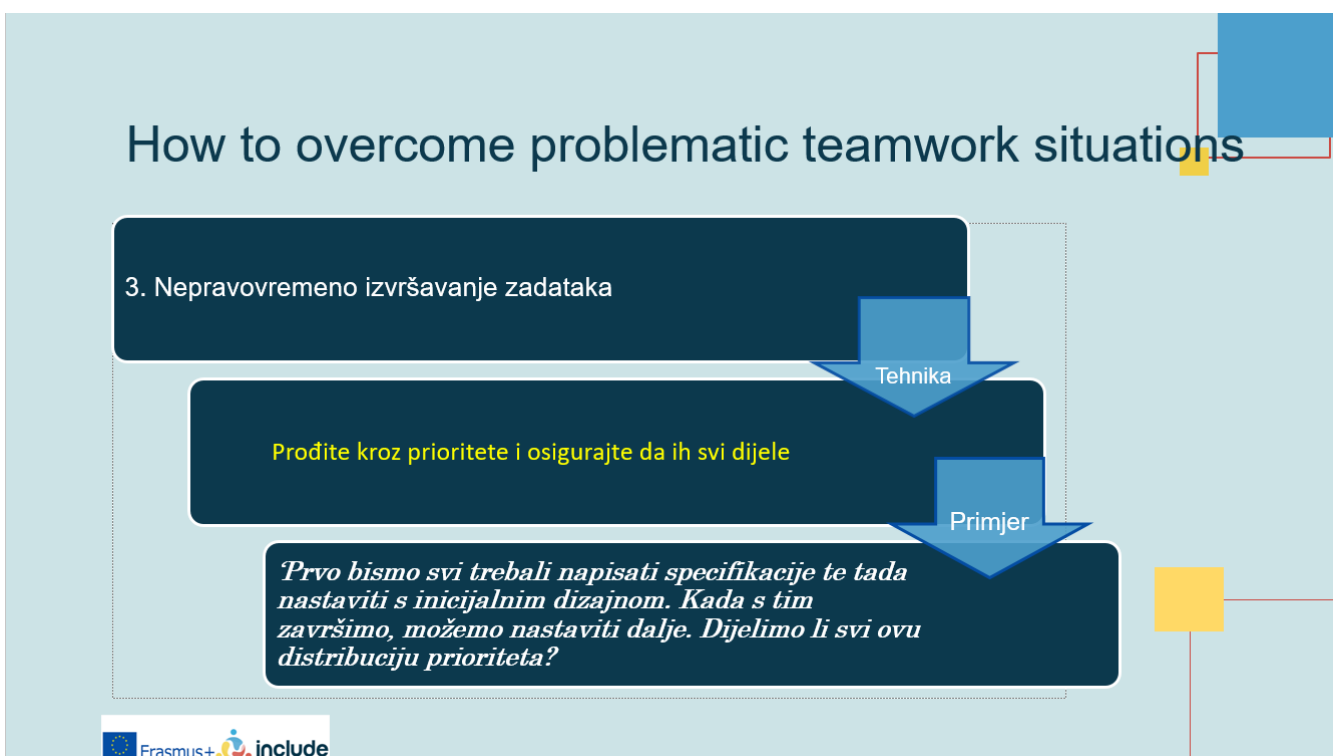 How to overcome problematic teamwork situations
3. Nepravovremeno izvršavanje zadataka
Tehnika
Prođite kroz prioritete i osigurajte da ih svi dijele
Primjer
Prvo bismo svi trebali napisati specifikacije te tada
nastaviti s inicijalnim dizajnom. Kada s tim
završimo, možemo nastaviti dalje. Dijelimo li svi ovu
distribuciju prioriteta?
Erasmus+ include